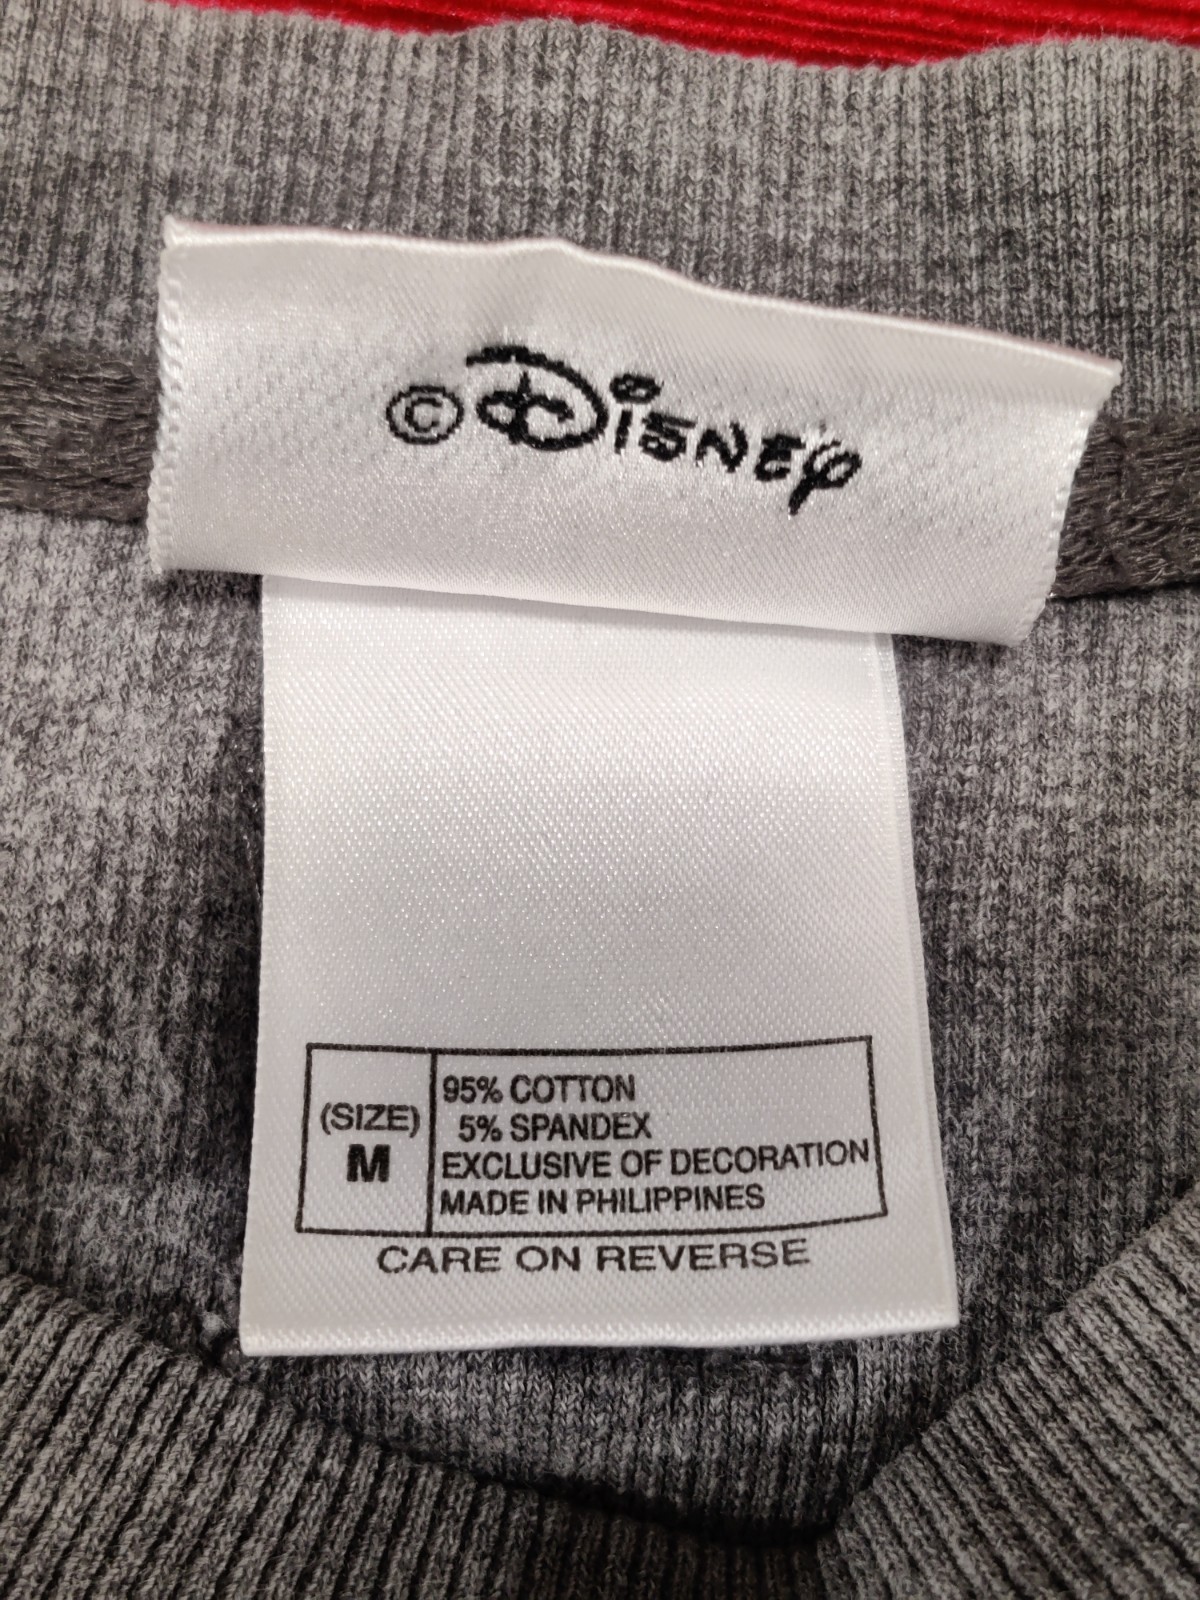 © Disney
(SIZE)
M
95% COTTON
5% SPANDEX
EXCLUSIVE OF DECORATION
MADE IN PHILIPPINES
CARE ON REVERSE